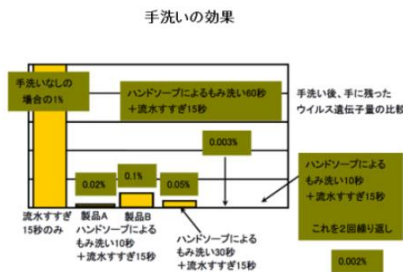 手洗いの効果
手洗いなしの
場合の1%
ハンドソープによるもみ洗い60秒
＋流水すすぎ15秒
手洗い後、手に残った
ウイルス遺伝子量の比較
0.02%
0.1%
0.05%
0.003%
ハンドソープによる
もみ洗い10秒
＋流水すすぎ15秒
これを2回繰り返し
0.002%
流水すすぎ
15秒のみ
製品A
製品B
ハンドソープによる
もみ洗い10秒
＋流水すすぎ15秒
ハンドソープによる
もみ洗い30秒
＋流水すすぎ15秒